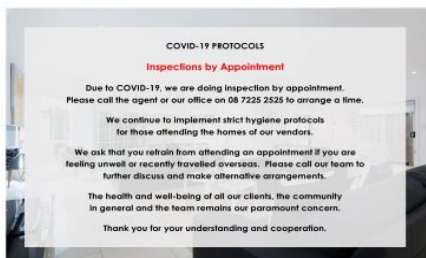 COVID-19 PROTOCOLS
Inspections by Appointment
Due to COVID-19, we are doing inspection by appointment.
Please call the agent or our office on 08 7225 2525 to arrange a time.
We continue to implement strict hygiene protocols
for those attending the homes of our vendors.
We ask that you refrain from attending an appointment if you are
feeling unwell or recently travelled overseas. Please call our team to
further discuss and make alternative arrangements.
The health and well-being of all our clients, the community
in general and the team remains our paramount concern.
Thank you for your understanding and cooperation.